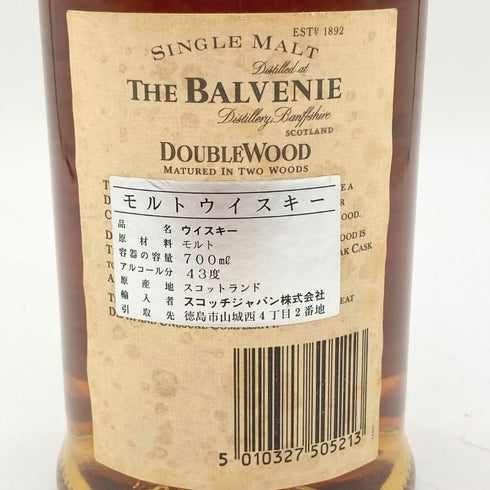 ESTD 1892
SINGLE MALT
Distilled at
THE BALVENIE
Distillery, Banffshire
SCOTLAND
DOUBLEWOOD
MATURED IN TWO WOODS
モルトウイスキー
品名 ウイスキー
原材料 モルト
容器の容量 700ml
アルコール分 43度
原産地 スコットランド
輸入者 スコッチジャパン株式会社
引取先 徳島市山城西4丁目2番地
5 010327 505213